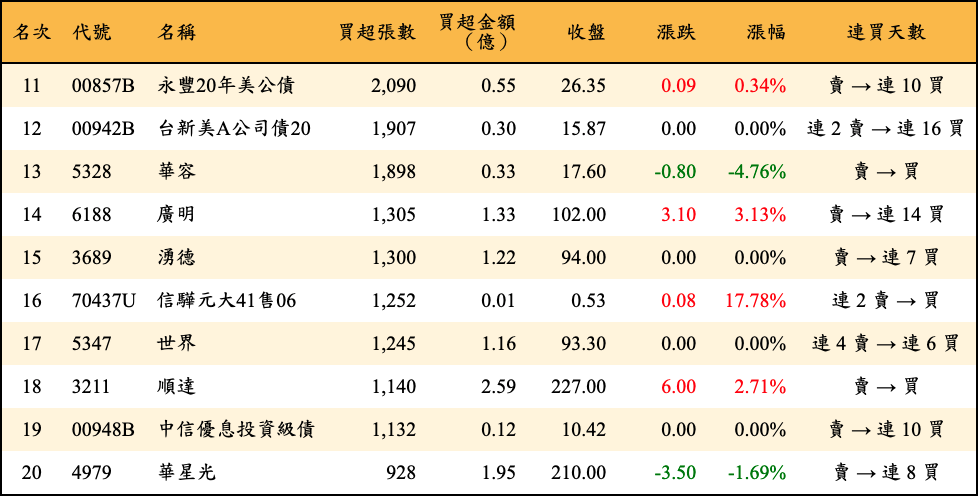 名次 代號 名稱 買超張數 買超金額（億） 收盤 漲跌 漲幅 連買天數
11 00857B 永豐20年美公債 2,090 0.55 26.35 0.09 0.34% 賣 → 連 10 買
12 00942B 台新美A公司債20 1,907 0.30 15.87 0.00 0.00% 連 2 賣 → 連 16 買
13 5328 華容 1,898 0.33 17.60 -0.80 -4.76% 賣 → 買
14 6188 廣明 1,305 1.33 102.00 3.10 3.13% 賣 → 連 14 買
15 3689 湧德 1,300 1.22 94.00 0.00 0.00% 賣 → 連 7 買
16 70437U 信驊元大41售06 1,252 0.01 0.53 0.08 17.78% 連 2 賣 → 買
17 5347 世界 1,245 1.16 93.30 0.00 0.00% 連 4 賣 → 連 6 買
18 3211 順達 1,140 2.59 227.00 6.00 2.71% 賣 → 買
19 00948B 中信優息投資級債 1,132 0.12 10.42 0.00 0.00% 賣 → 連 10 買
20 4979 華星光 928 1.95 210.00 -3.50 -1.69% 賣 → 連 8 買